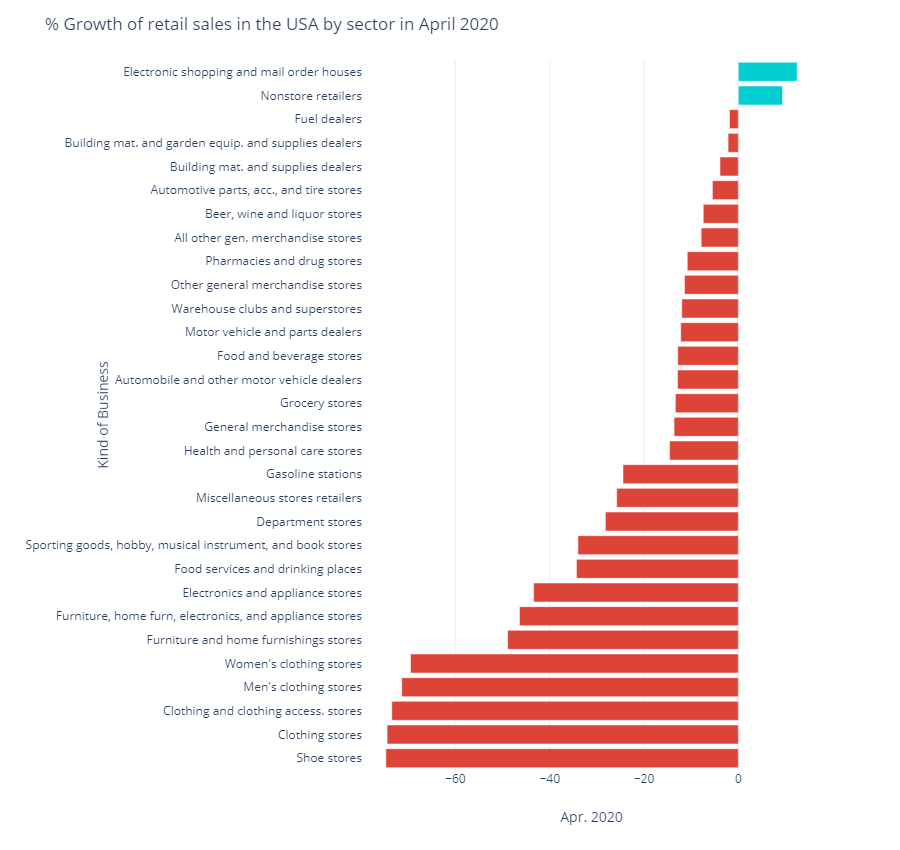 % Growth of retail sales in the USA by sector in April 2020
Electronic shopping and mail order houses
Nonstore retailers
Fuel dealers
Building mat. and garden equip. and supplies dealers
Building mat. and supplies dealers
Automotive parts, acc., and tire stores
Beer, wine and liquor stores
All other gen. merchandise stores
Pharmacies and drug stores
Other general merchandise stores
Warehouse clubs and superstores
Motor vehicle and parts dealers
Food and beverage stores
Automobile and other motor vehicle dealers
Grocery stores
General merchandise stores
Health and personal care stores
Gasoline stations
Miscellaneous stores retailers
Department stores
Sporting goods, hobby, musical instrument, and book stores
Food services and drinking places
Electronics and appliance stores
Furniture, home furn, electronics, and appliance stores
Furniture and home furnishings stores
Women's clothing stores
Men's clothing stores
Clothing and clothing access. stores
Clothing stores
Shoe stores
Kind of Business
−60 −40 −20 0
Apr. 2020